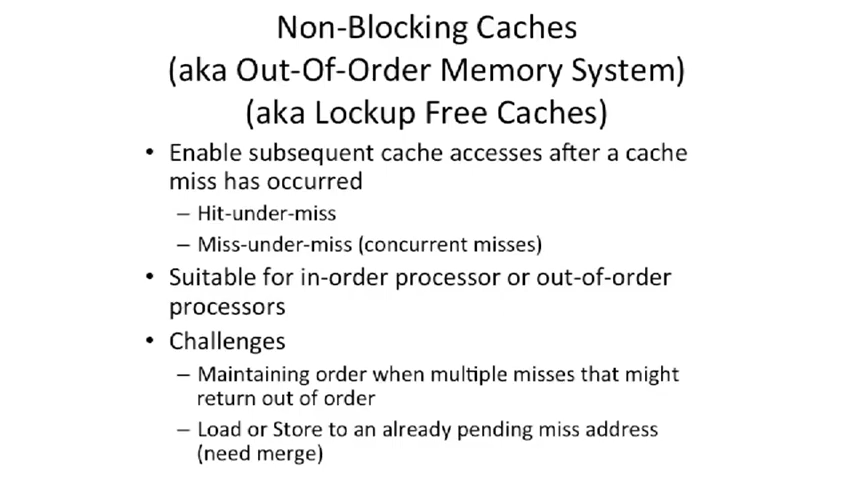 Non-Blocking Caches
(aka Out-Of-Order Memory System)
(aka Lockup Free Caches)
• Enable subsequent cache accesses after a cache
miss has occurred
– Hit-under-miss
– Miss-under-miss (concurrent misses)
• Suitable for in-order processor or out-of-order
processors
• Challenges
– Maintaining order when multiple misses that might
return out of order
– Load or Store to an already pending miss address
(need merge)